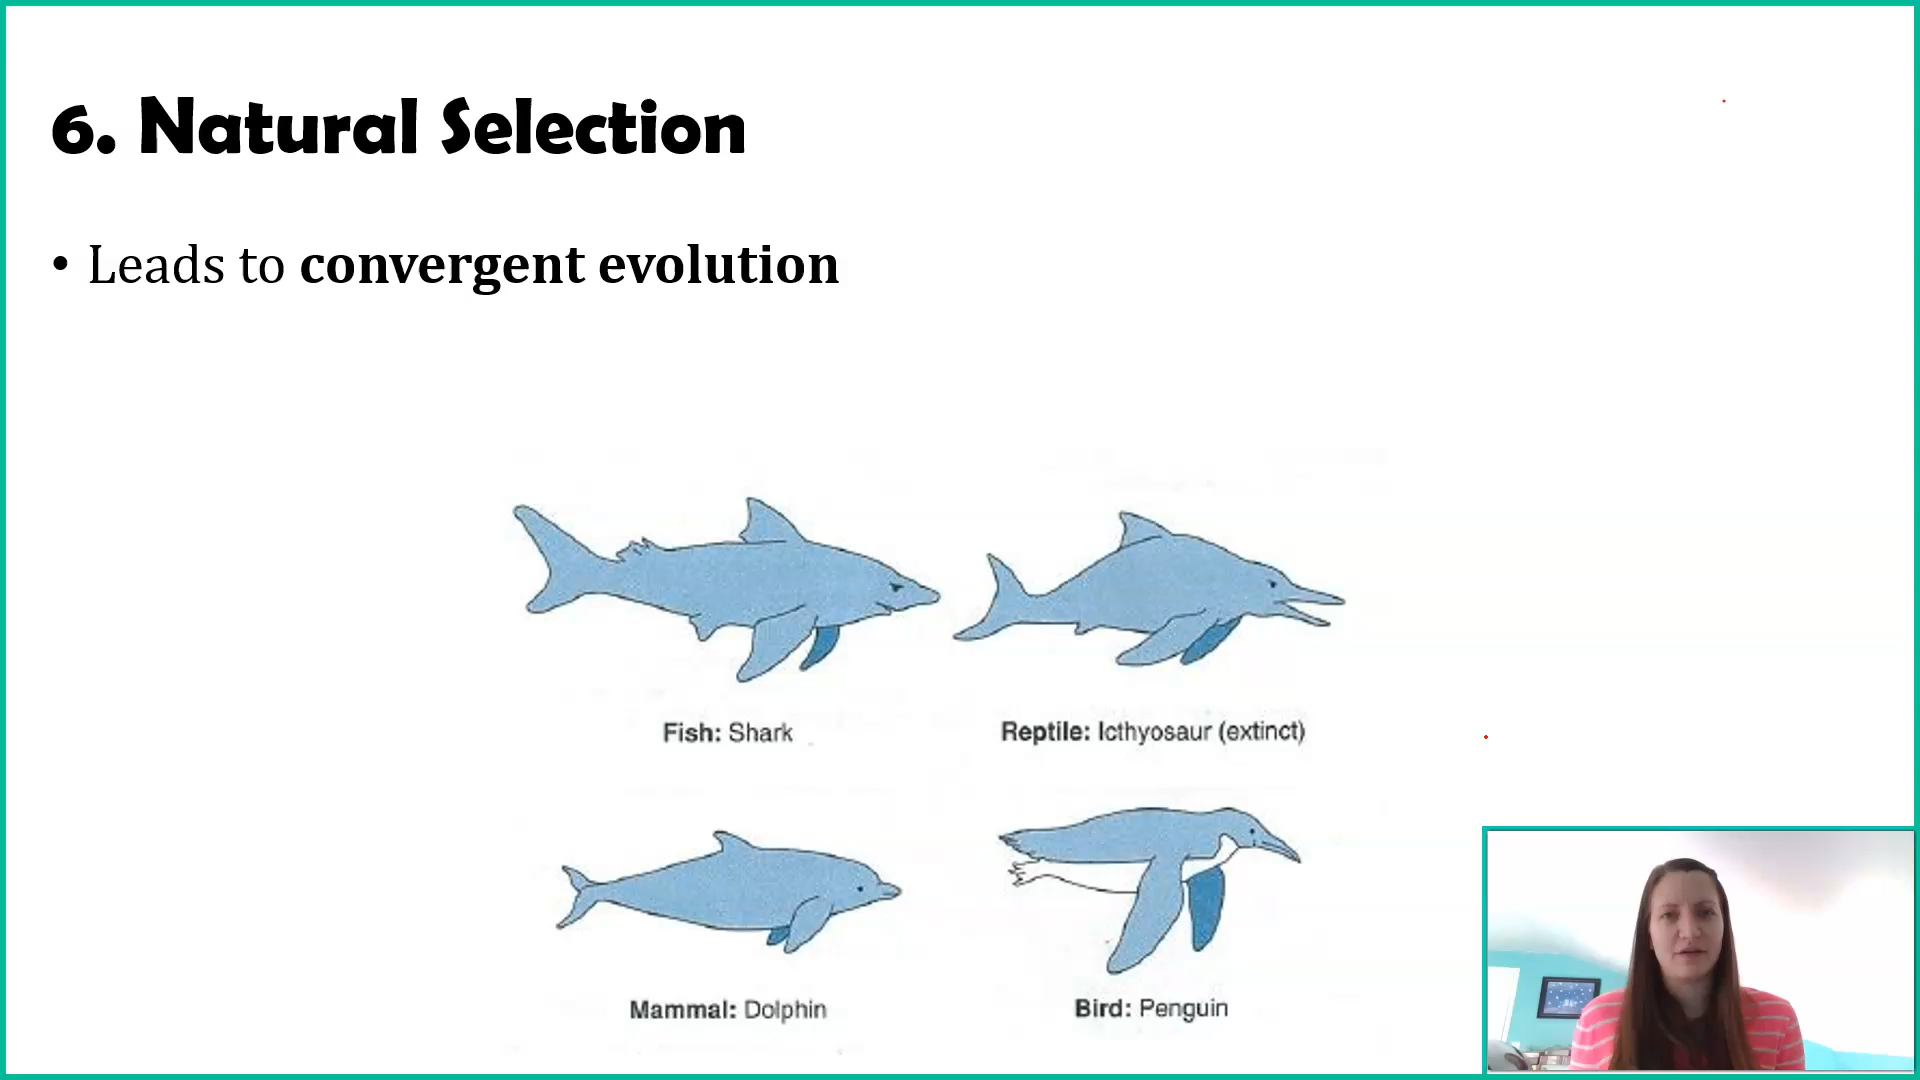 6. Natural Selection
• Leads to convergent evolution
Fish: Shark
Reptile: Icthyosaur (extinct)
Mammal: Dolphin
Bird: Penguin